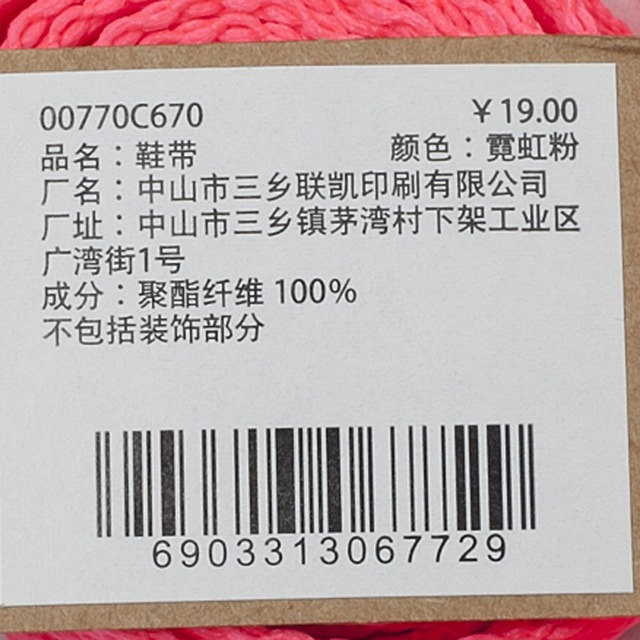 00770C670 ¥19.00
品名：鞋带 颜色：霓虹粉
厂名：中山市三乡联凯印刷有限公司
厂址：中山市三乡镇茅湾村下架工业区
广湾街1号
成分：聚酯纤维 100%
不包括装饰部分
6903313067729